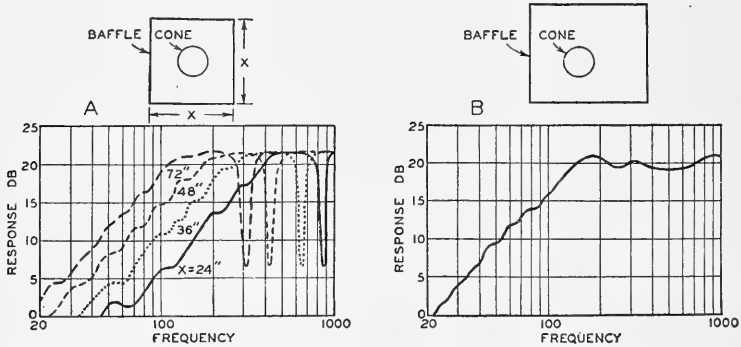 BAFFLE CONE
X
X
A
25
20
15
10
5
0
RESPONSE DB
72"
48"
36"
X=24"
20 100 1000
FREQUENCY
BAFFLE CONE
B
25
20
15
10
5
0
RESPONSE DB
20 100 1000
FREQUENCY